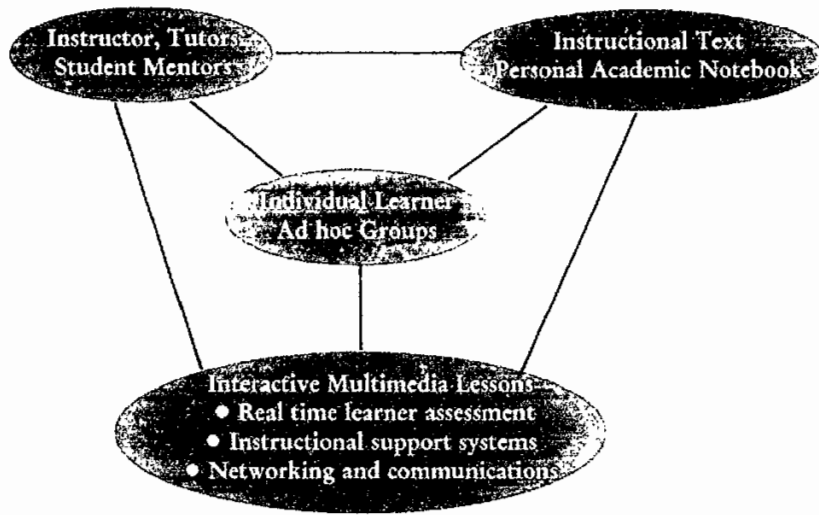 Instructor, Tutors
Student Mentors
Instructional Text
Personal Academic Notebook
Individual Learner
Ad hoc Groups
Interactive Multimedia Lessons
● Real time learner assessment
● Instructional support systems
● Networking and communications